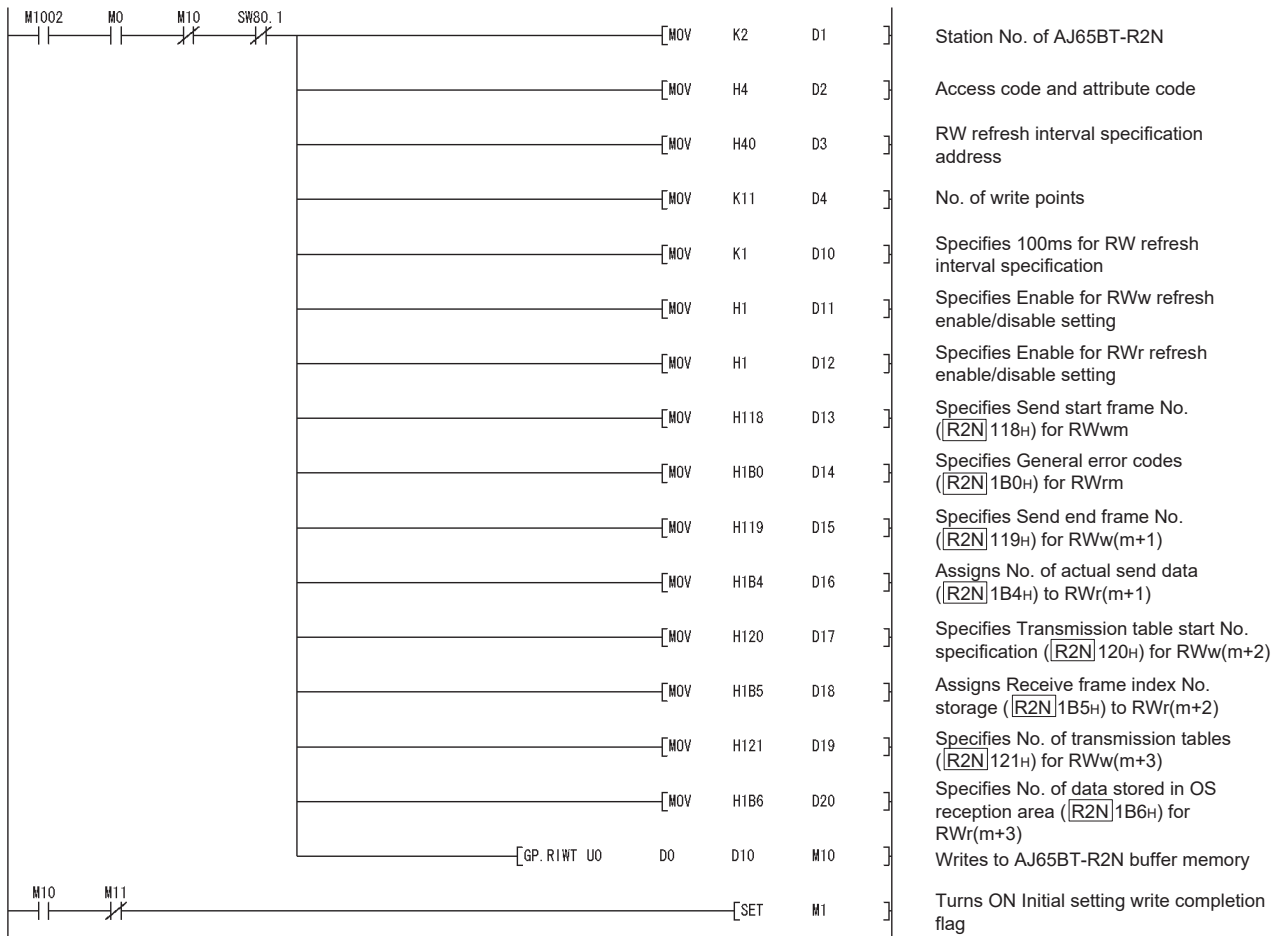 M1002 M0 M10 SW80.1
MOV K2 D1 Station No. of AJ65BT-R2N
MOV H4 D2 Access code and attribute code
MOV H40 D3 RW refresh interval specification
address
MOV K11 D4 No. of write points
MOV K1 D10 Specifies 100ms for RW refresh
interval specification
MOV H1 D11 Specifies Enable for RWw refresh
enable/disable setting
MOV H1 D12 Specifies Enable for RWr refresh
enable/disable setting
MOV H118 D13 Specifies Send start frame No.
(R2N 118H) for RWwm
MOV H1B0 D14 Specifies General error codes
(R2N 1B0H) for RWrm
MOV H119 D15 Specifies Send end frame No.
(R2N 119H) for RWw(m+1)
MOV H1B4 D16 Assigns No. of actual send data
(R2N 1B4H) to RWr(m+1)
MOV H120 D17 Specifies Transmission table start No.
specification (R2N 120H) for RWw(m+2)
MOV H1B5 D18 Assigns Receive frame index No.
storage (R2N 1B5H) to RWr(m+2)
MOV H121 D19 Specifies No. of transmission tables
(R2N 121H) for RWw(m+3)
MOV H1B6 D20 Specifies No. of data stored in OS
reception area (R2N 1B6H) for
RWr(m+3)
GP.RIWT U0 D0 D10 M10 Writes to AJ65BT-R2N buffer memory
M10 M11
SET M1 Turns ON Initial setting write completion
flag